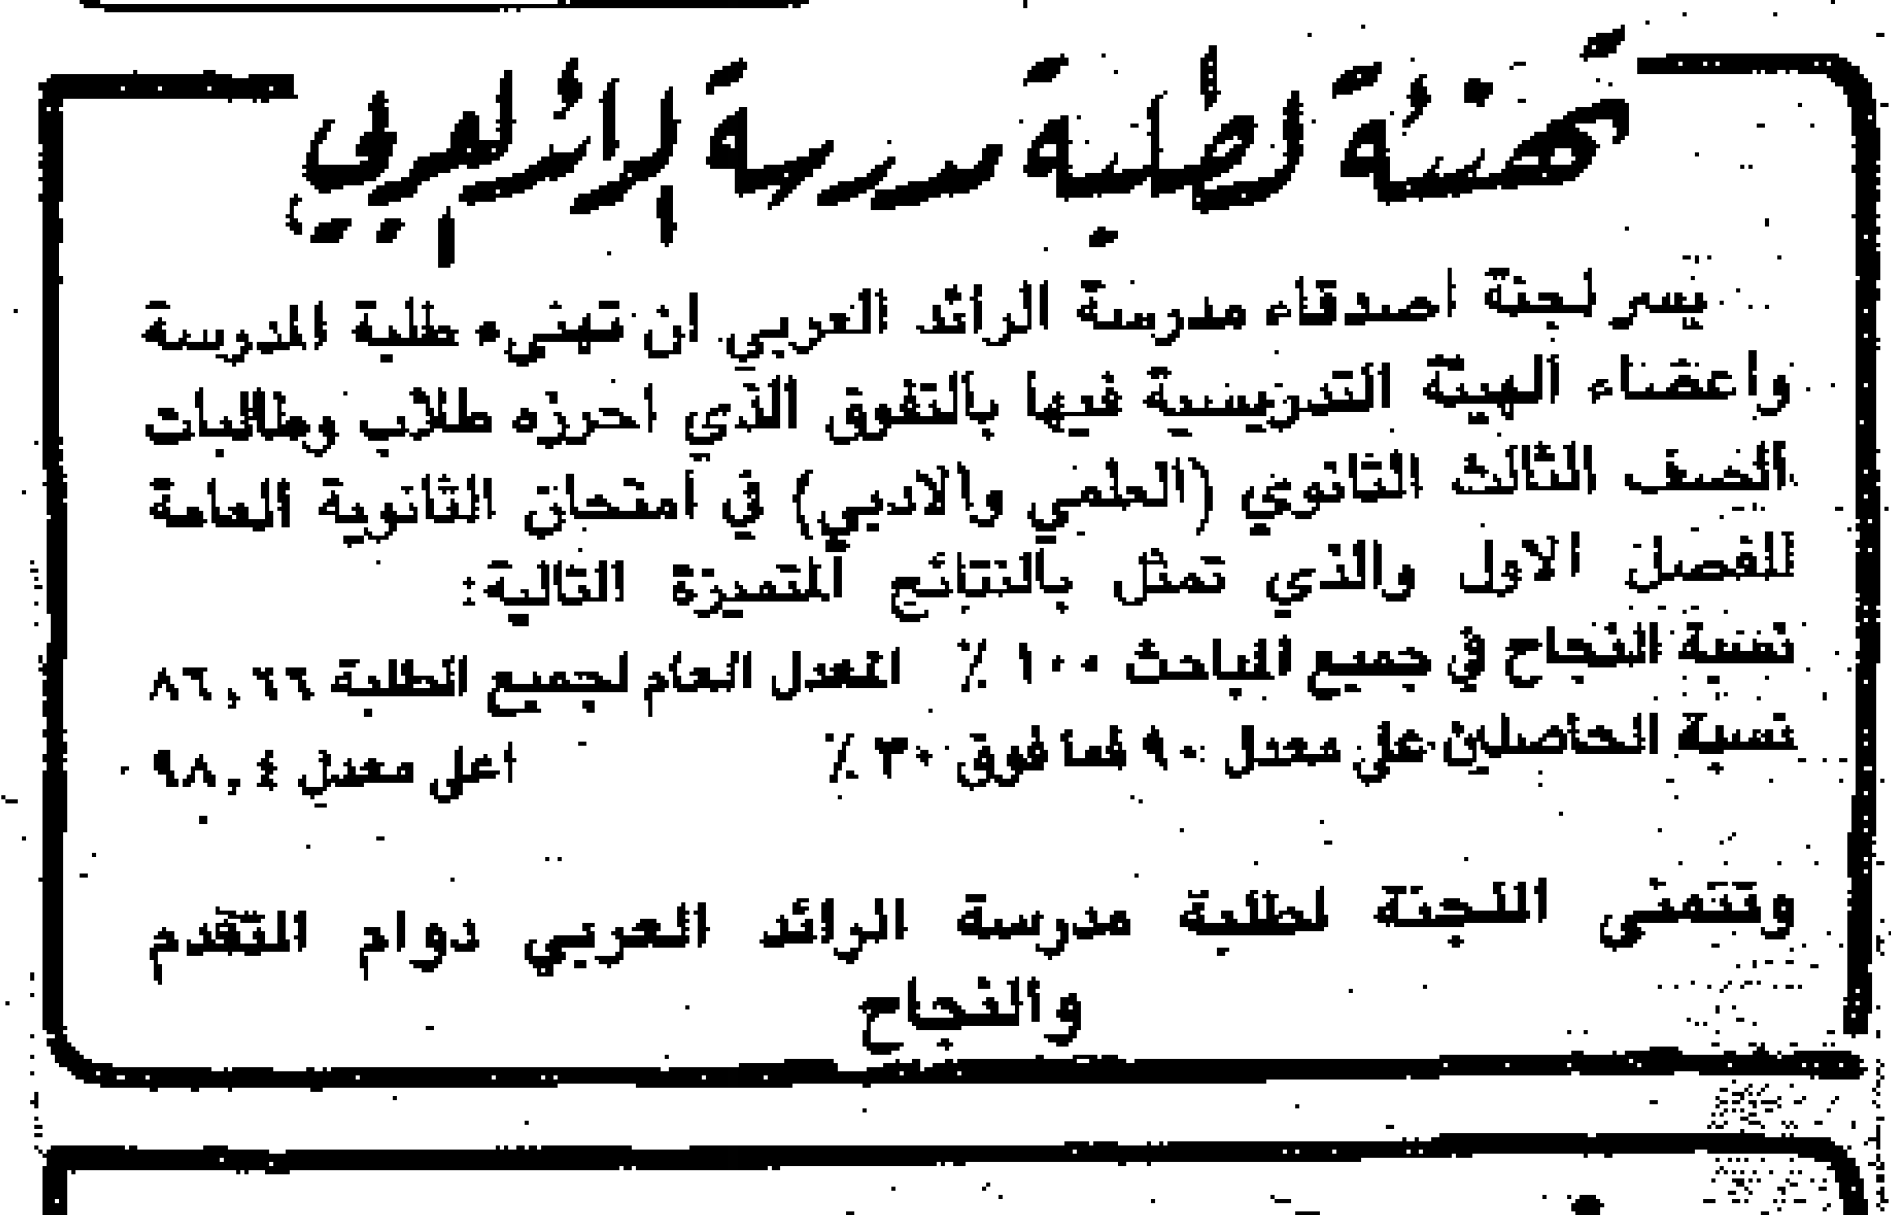 تهنئة لطلبة مدرسة الرائد العربي
يسر لجنة اصدقاء مدرسة الرائد العربي ان تهنيء طلبة المدرسة
واعضاء الهيئة التدريسية فيها بالتفوق الذي احرزه طلاب وطالبات
الصف الثالث الثانوي (العلمي والادبي) في امتحان الثانوية العامة
للفصل الاول والذي تمثل بالنتائج المتميزة التالية:
نسبة النجاح في جميع المباحث ١٠٠ ٪ المعدل العام لجميع الطلبة ٨٦,٦٦
نسبة الحاصلين على معدل ٩٠ فما فوق ٣٠ ٪ اعلى معدل ٩٨,٤
وتتمنى اللجنة لطلبة مدرسة الرائد العربي دوام التقدم
والنجاح